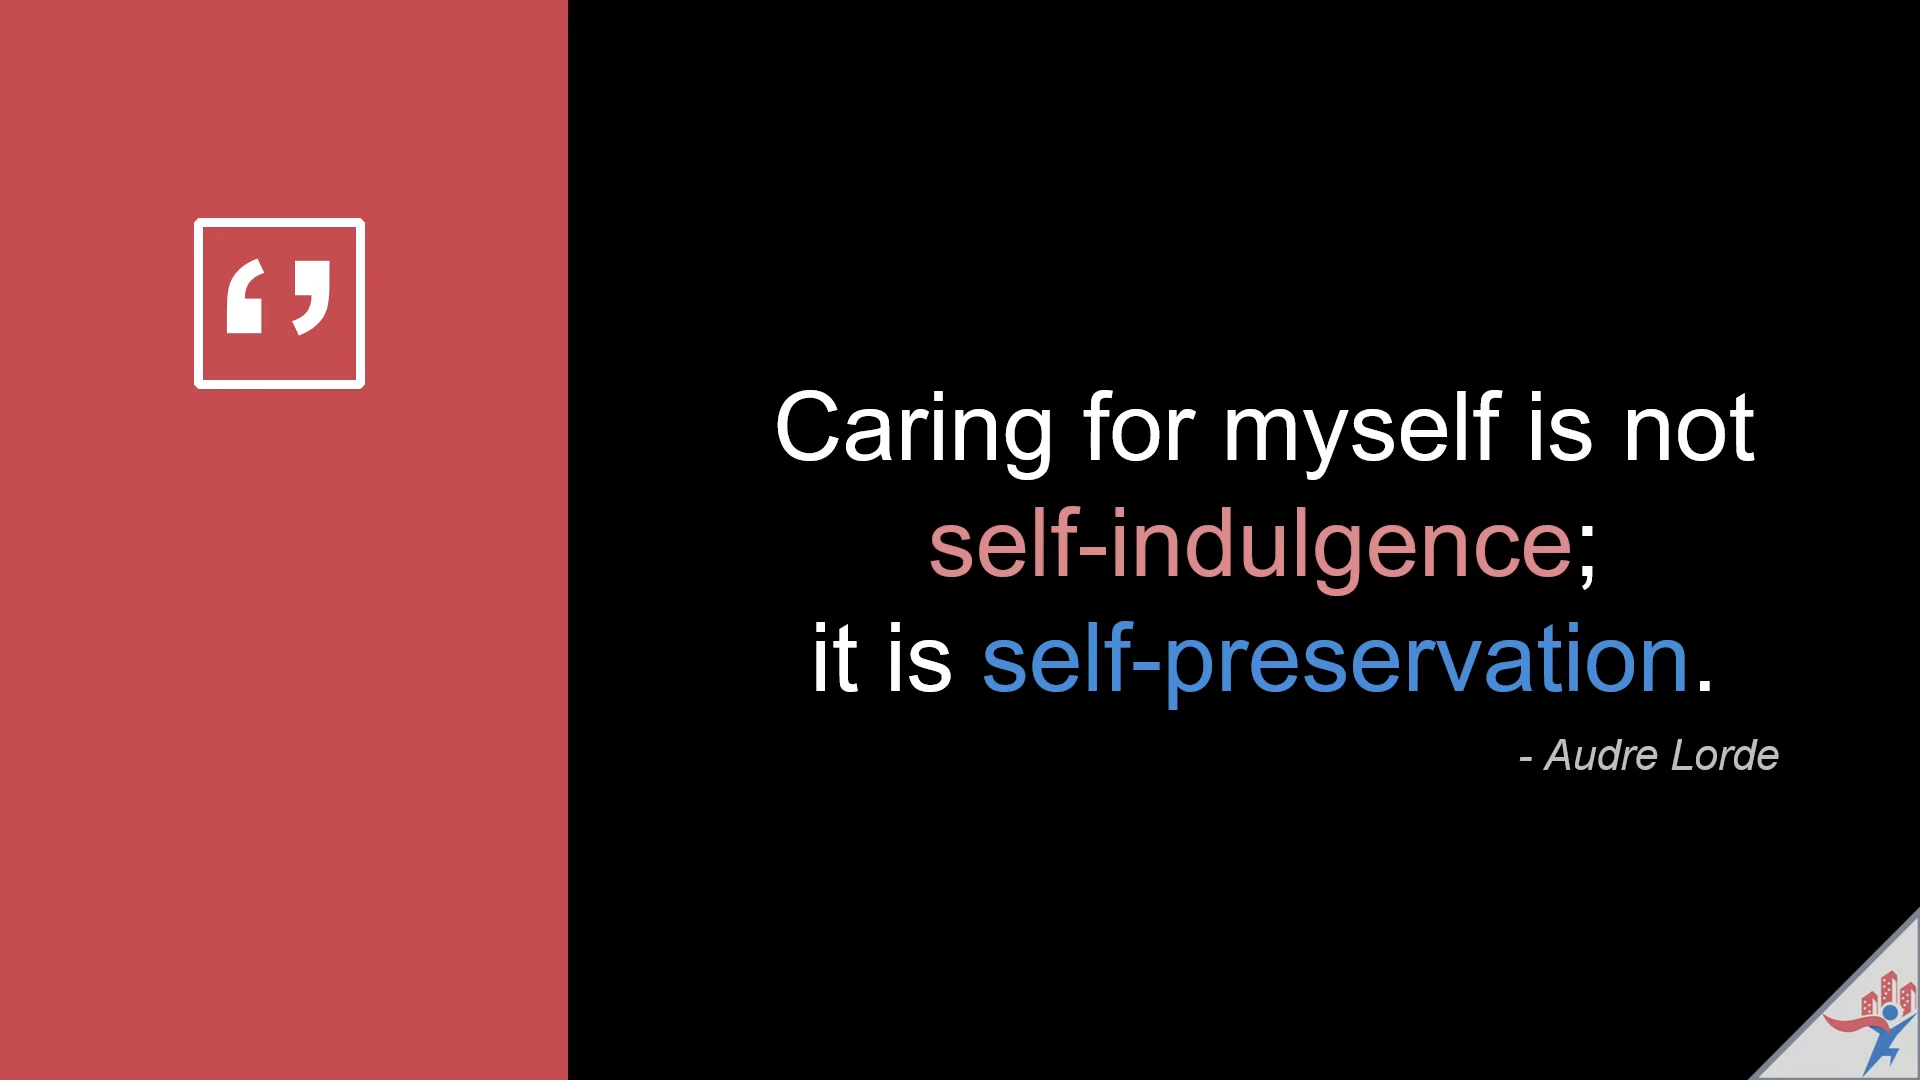 Caring for myself is not
self-indulgence;
it is self-preservation.
- Audre Lorde